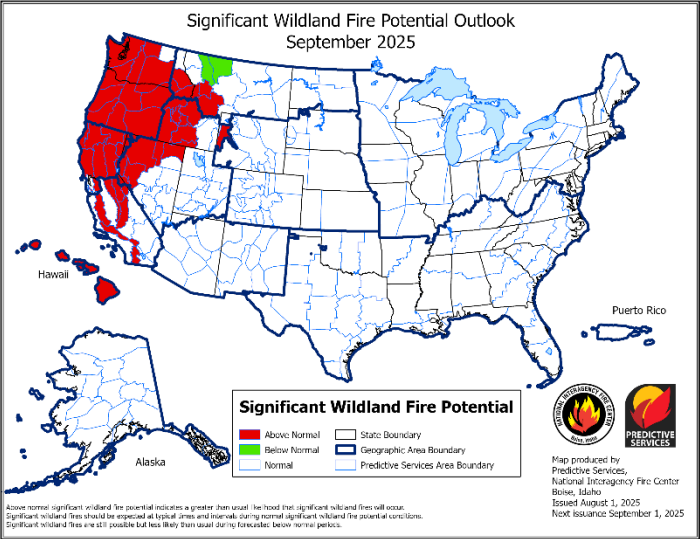 Significant Wildland Fire Potential Outlook
September 2025
Hawaii
Puerto Rico
Alaska
Significant Wildland Fire Potential
Above Normal
State Boundary
Below Normal
Geographic Area Boundary
Normal
Predictive Services Area Boundary
NATIONAL INTERAGENCY FIRE CENTER
BOISE, IDAHO
PREDICTIVE
SERVICES
Map produced by
Predictive Services,
National Interagency Fire Center
Boise, Idaho
Issued August 1, 2025
Next issuance September 1, 2025
Above normal significant wildland fire potential indicates a greater than usual likelihood that significant wildland fires will occur.
Significant wildland fires should be expected at typical times and intervals during normal significant wildland fire potential conditions.
Significant wildland fires are still possible but less likely than usual during forecasted below normal periods.